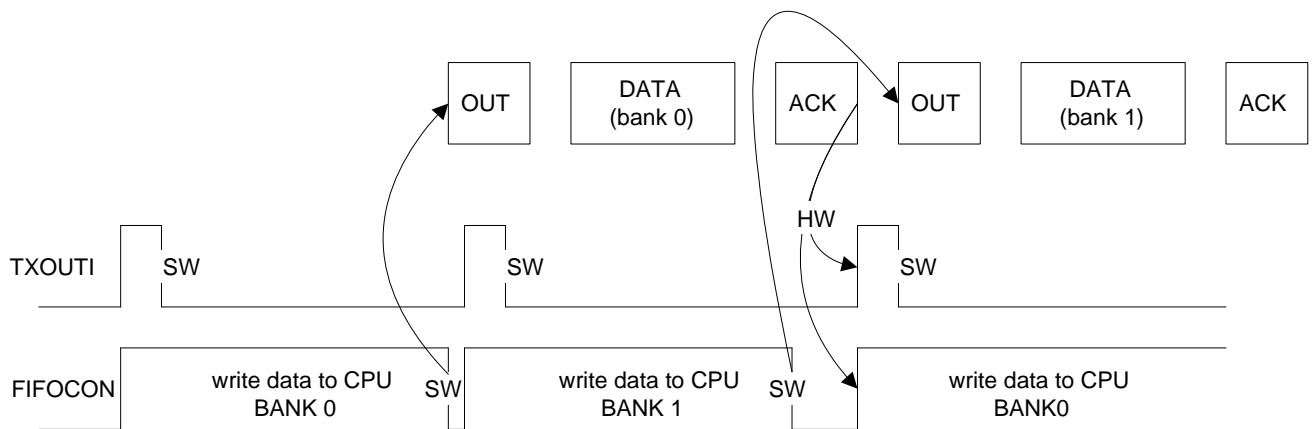 OUT
DATA
(bank 0)
ACK
OUT
DATA
(bank 1)
ACK
HW
TXOUTI
SW
SW
SW
FIFOCON
write data to CPU
BANK 0
SW
write data to CPU
BANK 1
SW
write data to CPU
BANK0